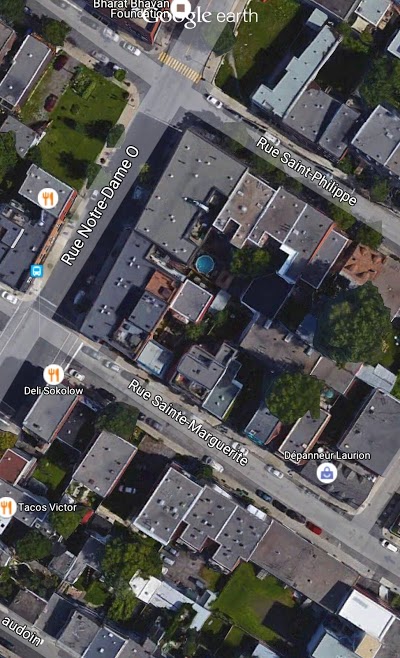 Bharat Bhavan
Foundation
Google earth
Rue Saint-Philippe
Rue Notre-Dame O
Deli Sokolow
Rue Sainte-Marguerite
Dépanneur Laurion
Tacos Victor
audoin